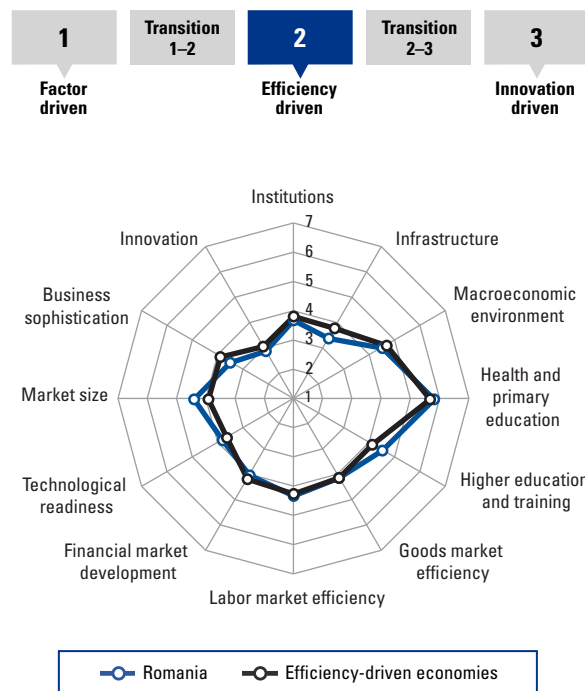 1
Transition
1–2
2
Transition
2–3
3
Factor
driven
Efficiency
driven
Innovation
driven
Institutions
7
6
5
4
3
2
1
Infrastructure
Macroeconomic
environment
Health and
primary
education
Higher education
and training
Goods market
efficiency
Labor market efficiency
Financial market
development
Technological
readiness
Market size
Business
sophistication
Innovation
Romania
Efficiency-driven economies